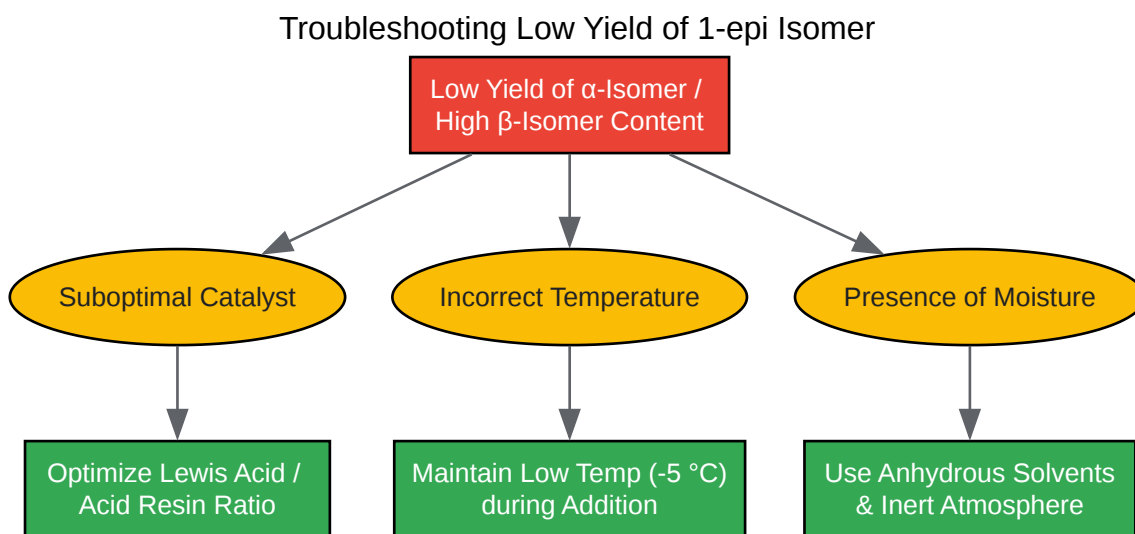 Troubleshooting Low Yield of 1-epi Isomer
Low Yield of α-Isomer /
High β-Isomer Content
Suboptimal Catalyst
Incorrect Temperature
Presence of Moisture
Optimize Lewis Acid /
Acid Resin Ratio
Maintain Low Temp (-5 °C)
during Addition
Use Anhydrous Solvents
& Inert Atmosphere